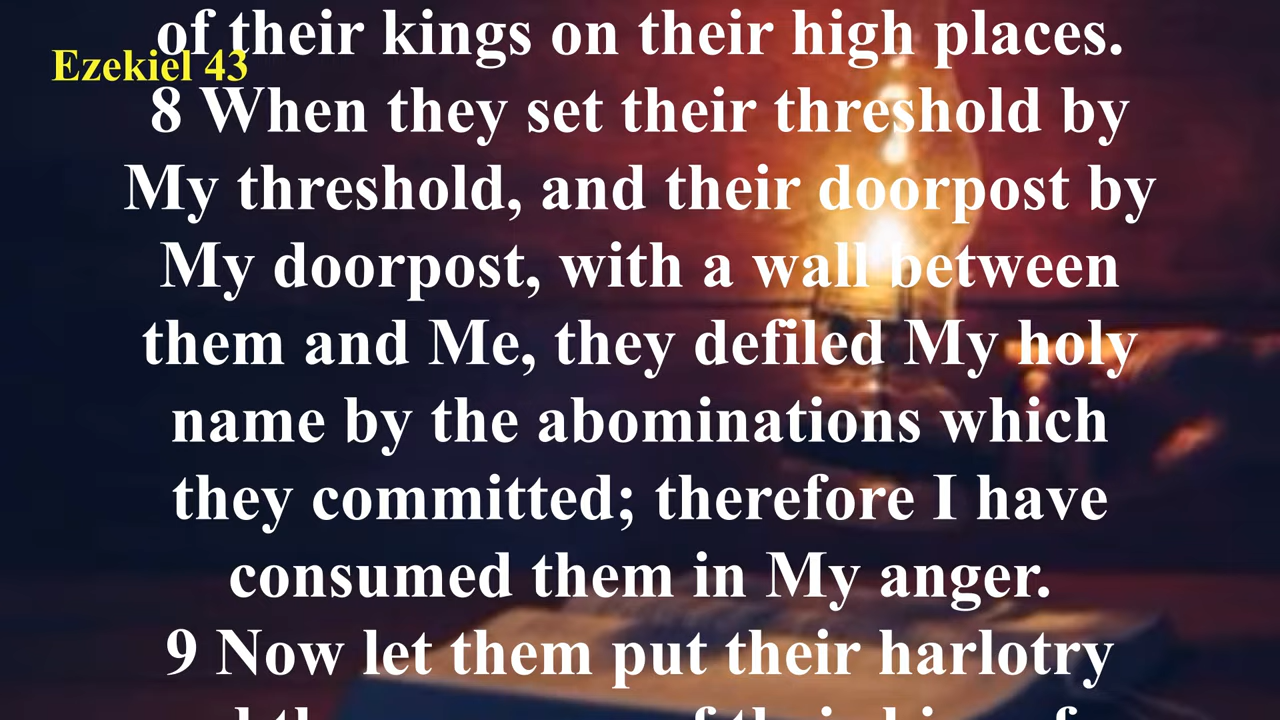 of their kings on their high places.
Ezekiel 43
8 When they set their threshold by
My threshold, and their doorpost by
My doorpost, with a wall between
them and Me, they defiled My holy
name by the abominations which
they committed; therefore I have
consumed them in My anger.
9 Now let them put their harlotry